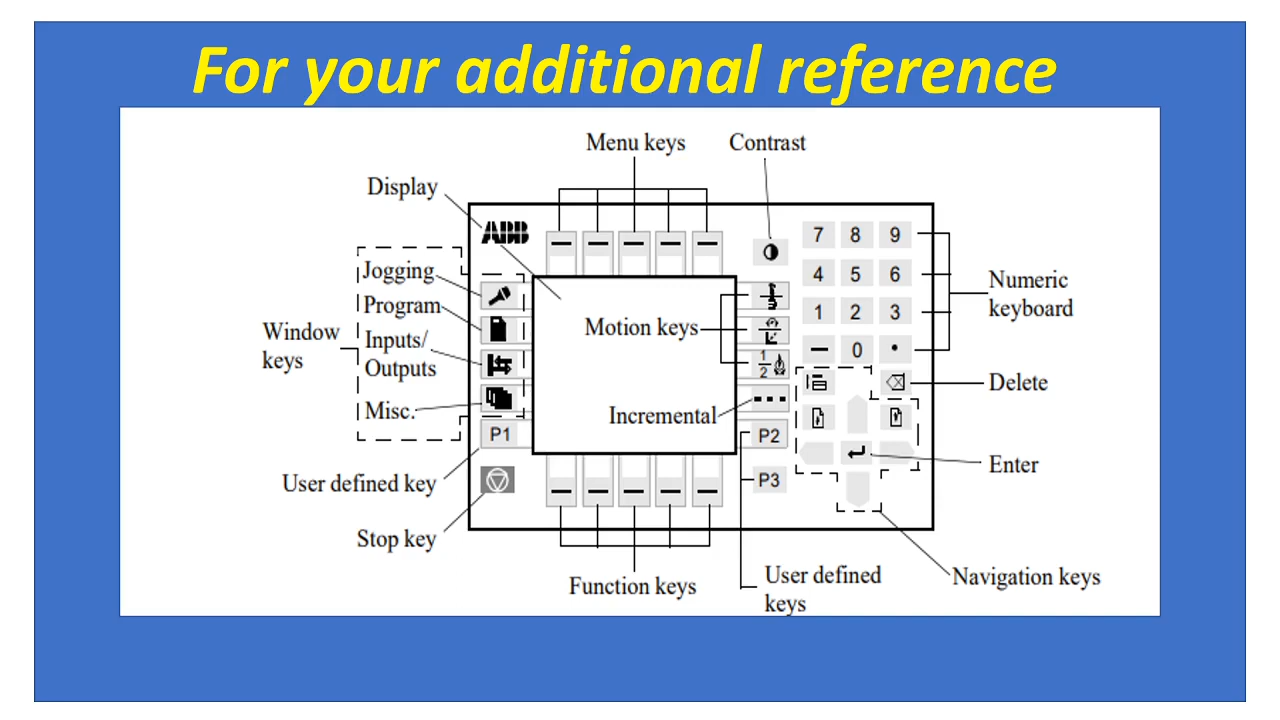 For your additional reference
Menu keys
Contrast
Display
ABB
7 8 9
Jogging
4 5 6
Numeric
keyboard
Program
1 2 3
Window
keys
Inputs/
Outputs
Motion keys
1
2
– 0 •
Delete
Misc.
Incremental
P1
P2
Enter
User defined key
P3
Stop key
Function keys
User defined
keys
Navigation keys